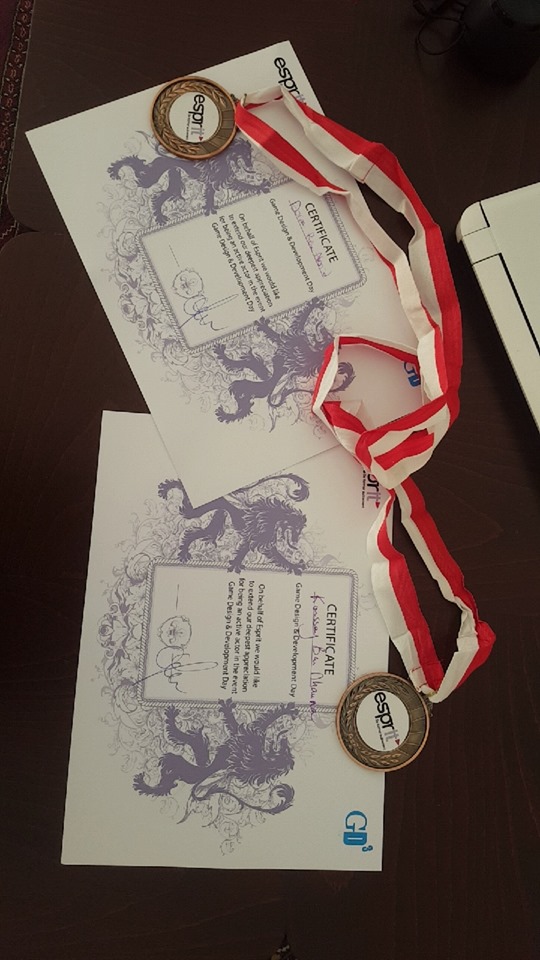 esprit
GD
CERTIFICATE
Game Design & Development Day
On behalf of Esprit we would like
to extend our deepest appreciation
for being an active actor in the event
Game Design & Development Day
esprit
esprit
GD3
CERTIFICATE
Ben
Game Design & Development Day
On behalf of Esprit we would like
to extend our deepest appreciation
for being an active actor in the event
Game Design & Development Day
esprit